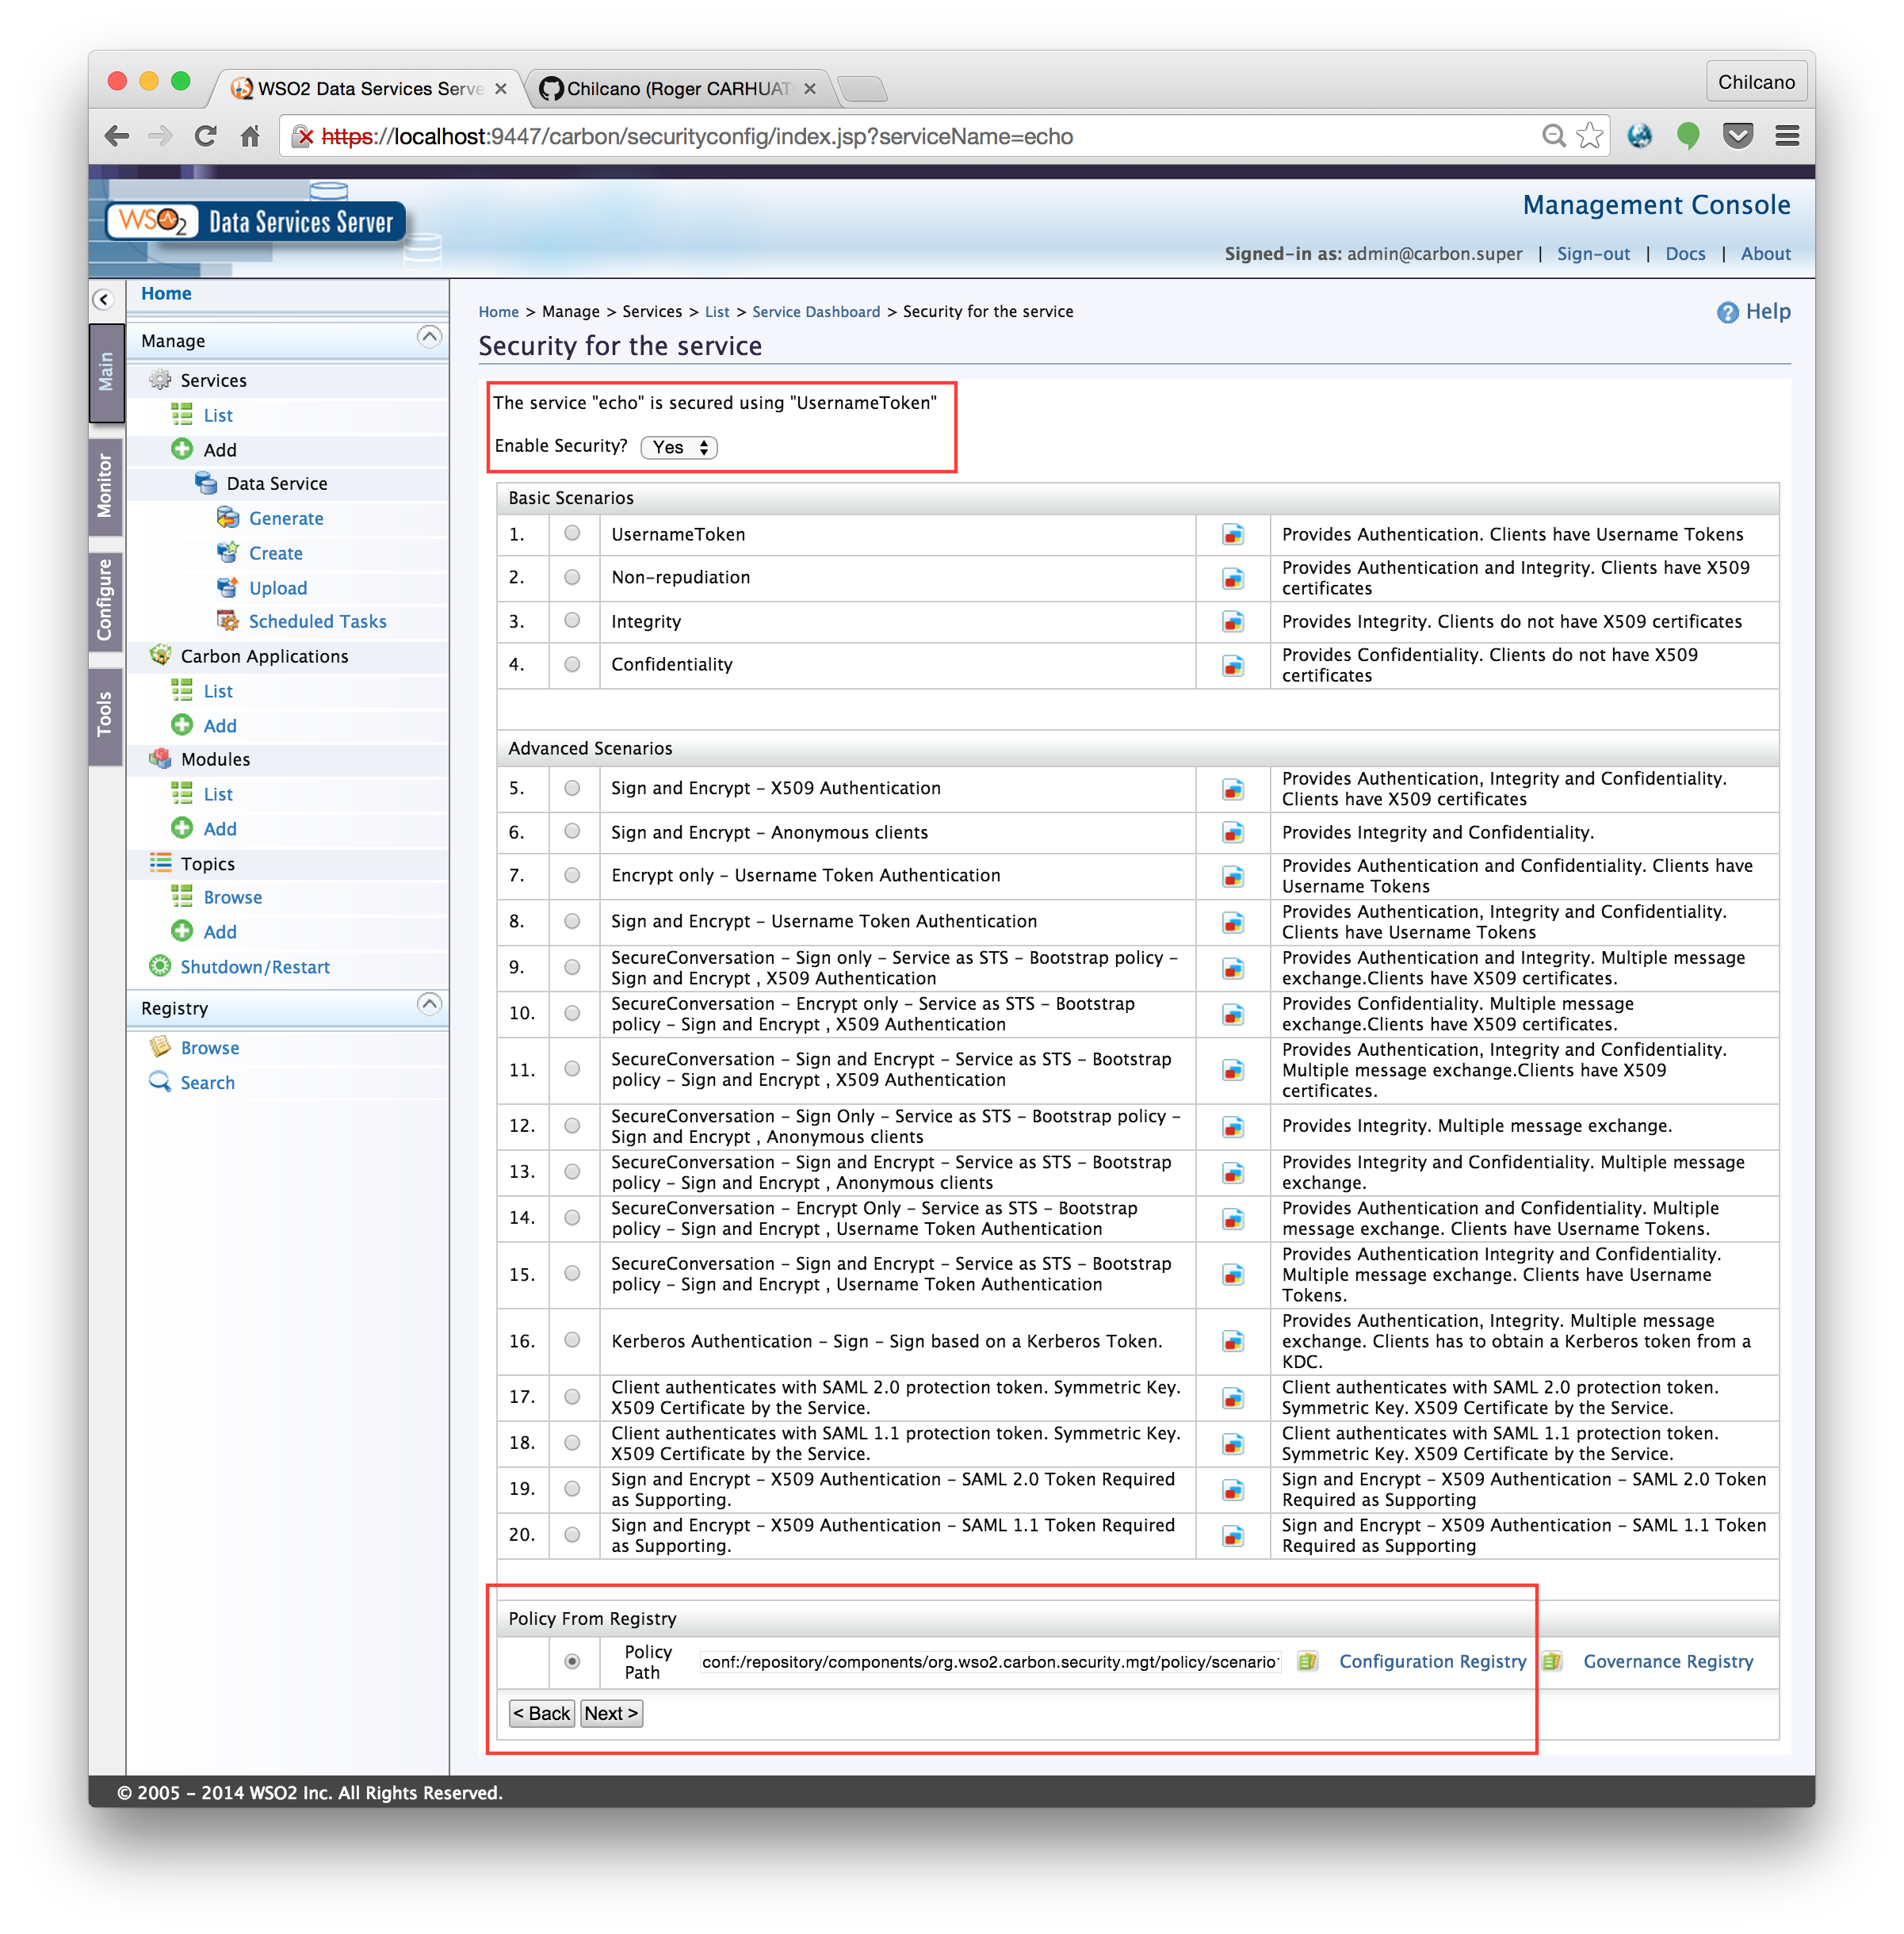 WSO2 Data Services Serve
Chilcano (Roger CARHUAT
Chilcano
https://localhost:9447/carbon/securityconfig/index.jsp?serviceName=echo
WSO2 Data Services Server
Management Console
Signed-in as: admin@carbon.super | Sign-out | Docs | About
Main
Monitor
Configure
Tools
Home
Manage
Services
List
Add
Data Service
Generate
Create
Upload
Scheduled Tasks
Carbon Applications
List
Add
Modules
List
Add
Topics
Browse
Add
Shutdown/Restart
Registry
Browse
Search
Home > Manage > Services > List > Service Dashboard > Security for the service
Help
Security for the service
The service "echo" is secured using "UsernameToken"
Enable Security? Yes
Basic Scenarios
1. UsernameToken Provides Authentication. Clients have Username Tokens
2. Non-repudiation Provides Authentication and Integrity. Clients have X509
certificates
3. Integrity Provides Integrity. Clients do not have X509 certificates
4. Confidentiality Provides Confidentiality. Clients do not have X509
certificates
Advanced Scenarios
5. Sign and Encrypt - X509 Authentication Provides Authentication, Integrity and Confidentiality.
Clients have X509 certificates
6. Sign and Encrypt - Anonymous clients Provides Integrity and Confidentiality.
7. Encrypt only - Username Token Authentication Provides Authentication and Confidentiality. Clients have
Username Tokens
8. Sign and Encrypt - Username Token Authentication Provides Authentication, Integrity and Confidentiality.
Clients have Username Tokens
9. SecureConversation - Sign only - Service as STS - Bootstrap policy - Provides Authentication and Integrity. Multiple message
Sign and Encrypt , X509 Authentication exchange.Clients have X509 certificates.
10. SecureConversation - Encrypt only - Service as STS - Bootstrap Provides Confidentiality. Multiple message
policy - Sign and Encrypt , X509 Authentication exchange.Clients have X509 certificates.
11. SecureConversation - Sign and Encrypt - Service as STS - Bootstrap
policy - Sign and Encrypt , X509 Authentication
Provides Authentication, Integrity and Confidentiality.
Multiple message exchange.Clients have X509
certificates.
12. SecureConversation - Sign Only - Service as STS - Bootstrap policy -
Sign and Encrypt , Anonymous clients
Provides Integrity. Multiple message exchange.
13. SecureConversation - Sign and Encrypt - Service as STS - Bootstrap Provides Integrity and Confidentiality. Multiple message
policy - Sign and Encrypt , Anonymous clients exchange.
14. SecureConversation - Encrypt Only - Service as STS - Bootstrap Provides Authentication and Confidentiality. Multiple
policy - Sign and Encrypt , Username Token Authentication message exchange. Clients have Username Tokens.
15. SecureConversation - Sign and Encrypt - Service as STS - Bootstrap
policy - Sign and Encrypt , Username Token Authentication
Provides Authentication Integrity and Confidentiality.
Multiple message exchange. Clients have Username
Tokens.
16. Kerberos Authentication - Sign - Sign based on a Kerberos Token.
Provides Authentication, Integrity. Multiple message
exchange. Clients has to obtain a Kerberos token from a
KDC.
17. Client authenticates with SAML 2.0 protection token. Symmetric Key. Client authenticates with SAML 2.0 protection token.
X509 Certificate by the Service. Symmetric Key. X509 Certificate by the Service.
18. Client authenticates with SAML 1.1 protection token. Symmetric Key. Client authenticates with SAML 1.1 protection token.
X509 Certificate by the Service. Symmetric Key. X509 Certificate by the Service.
19. Sign and Encrypt - X509 Authentication - SAML 2.0 Token Required Sign and Encrypt - X509 Authentication - SAML 2.0 Token
as Supporting. Required as Supporting
20. Sign and Encrypt - X509 Authentication - SAML 1.1 Token Required Sign and Encrypt - X509 Authentication - SAML 1.1 Token
as Supporting. Required as Supporting
Policy From Registry
Policy
Path
conf:/repository/components/org.wso2.carbon.security.mgt/policy/scenario
Configuration Registry
Governance Registry
< Back Next >
© 2005 - 2014 WSO2 Inc. All Rights Reserved.